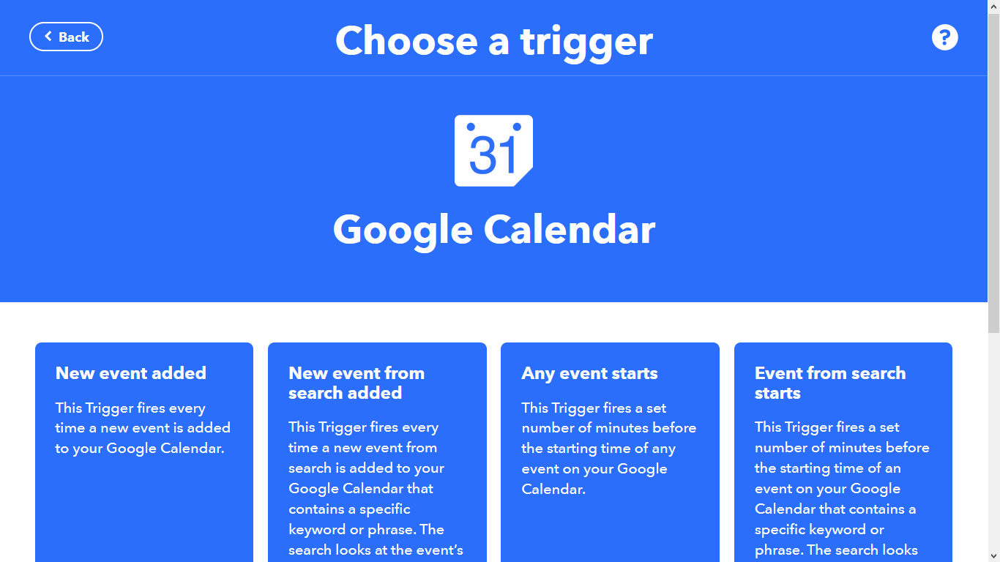 Back
Choose a trigger
?
31
Google Calendar
New event added
This Trigger fires every
time a new event is added
to your Google Calendar.
New event from
search added
This Trigger fires every
time a new event from
search is added to your
Google Calendar that
contains a specific
keyword or phrase. The
search looks at the event’s
Any event starts
This Trigger fires a set
number of minutes before
the starting time of any
event on your Google
Calendar.
Event from search
starts
This Trigger fires a set
number of minutes before
the starting time of an
event on your Google
Calendar that contains a
specific keyword or
phrase. The search looks